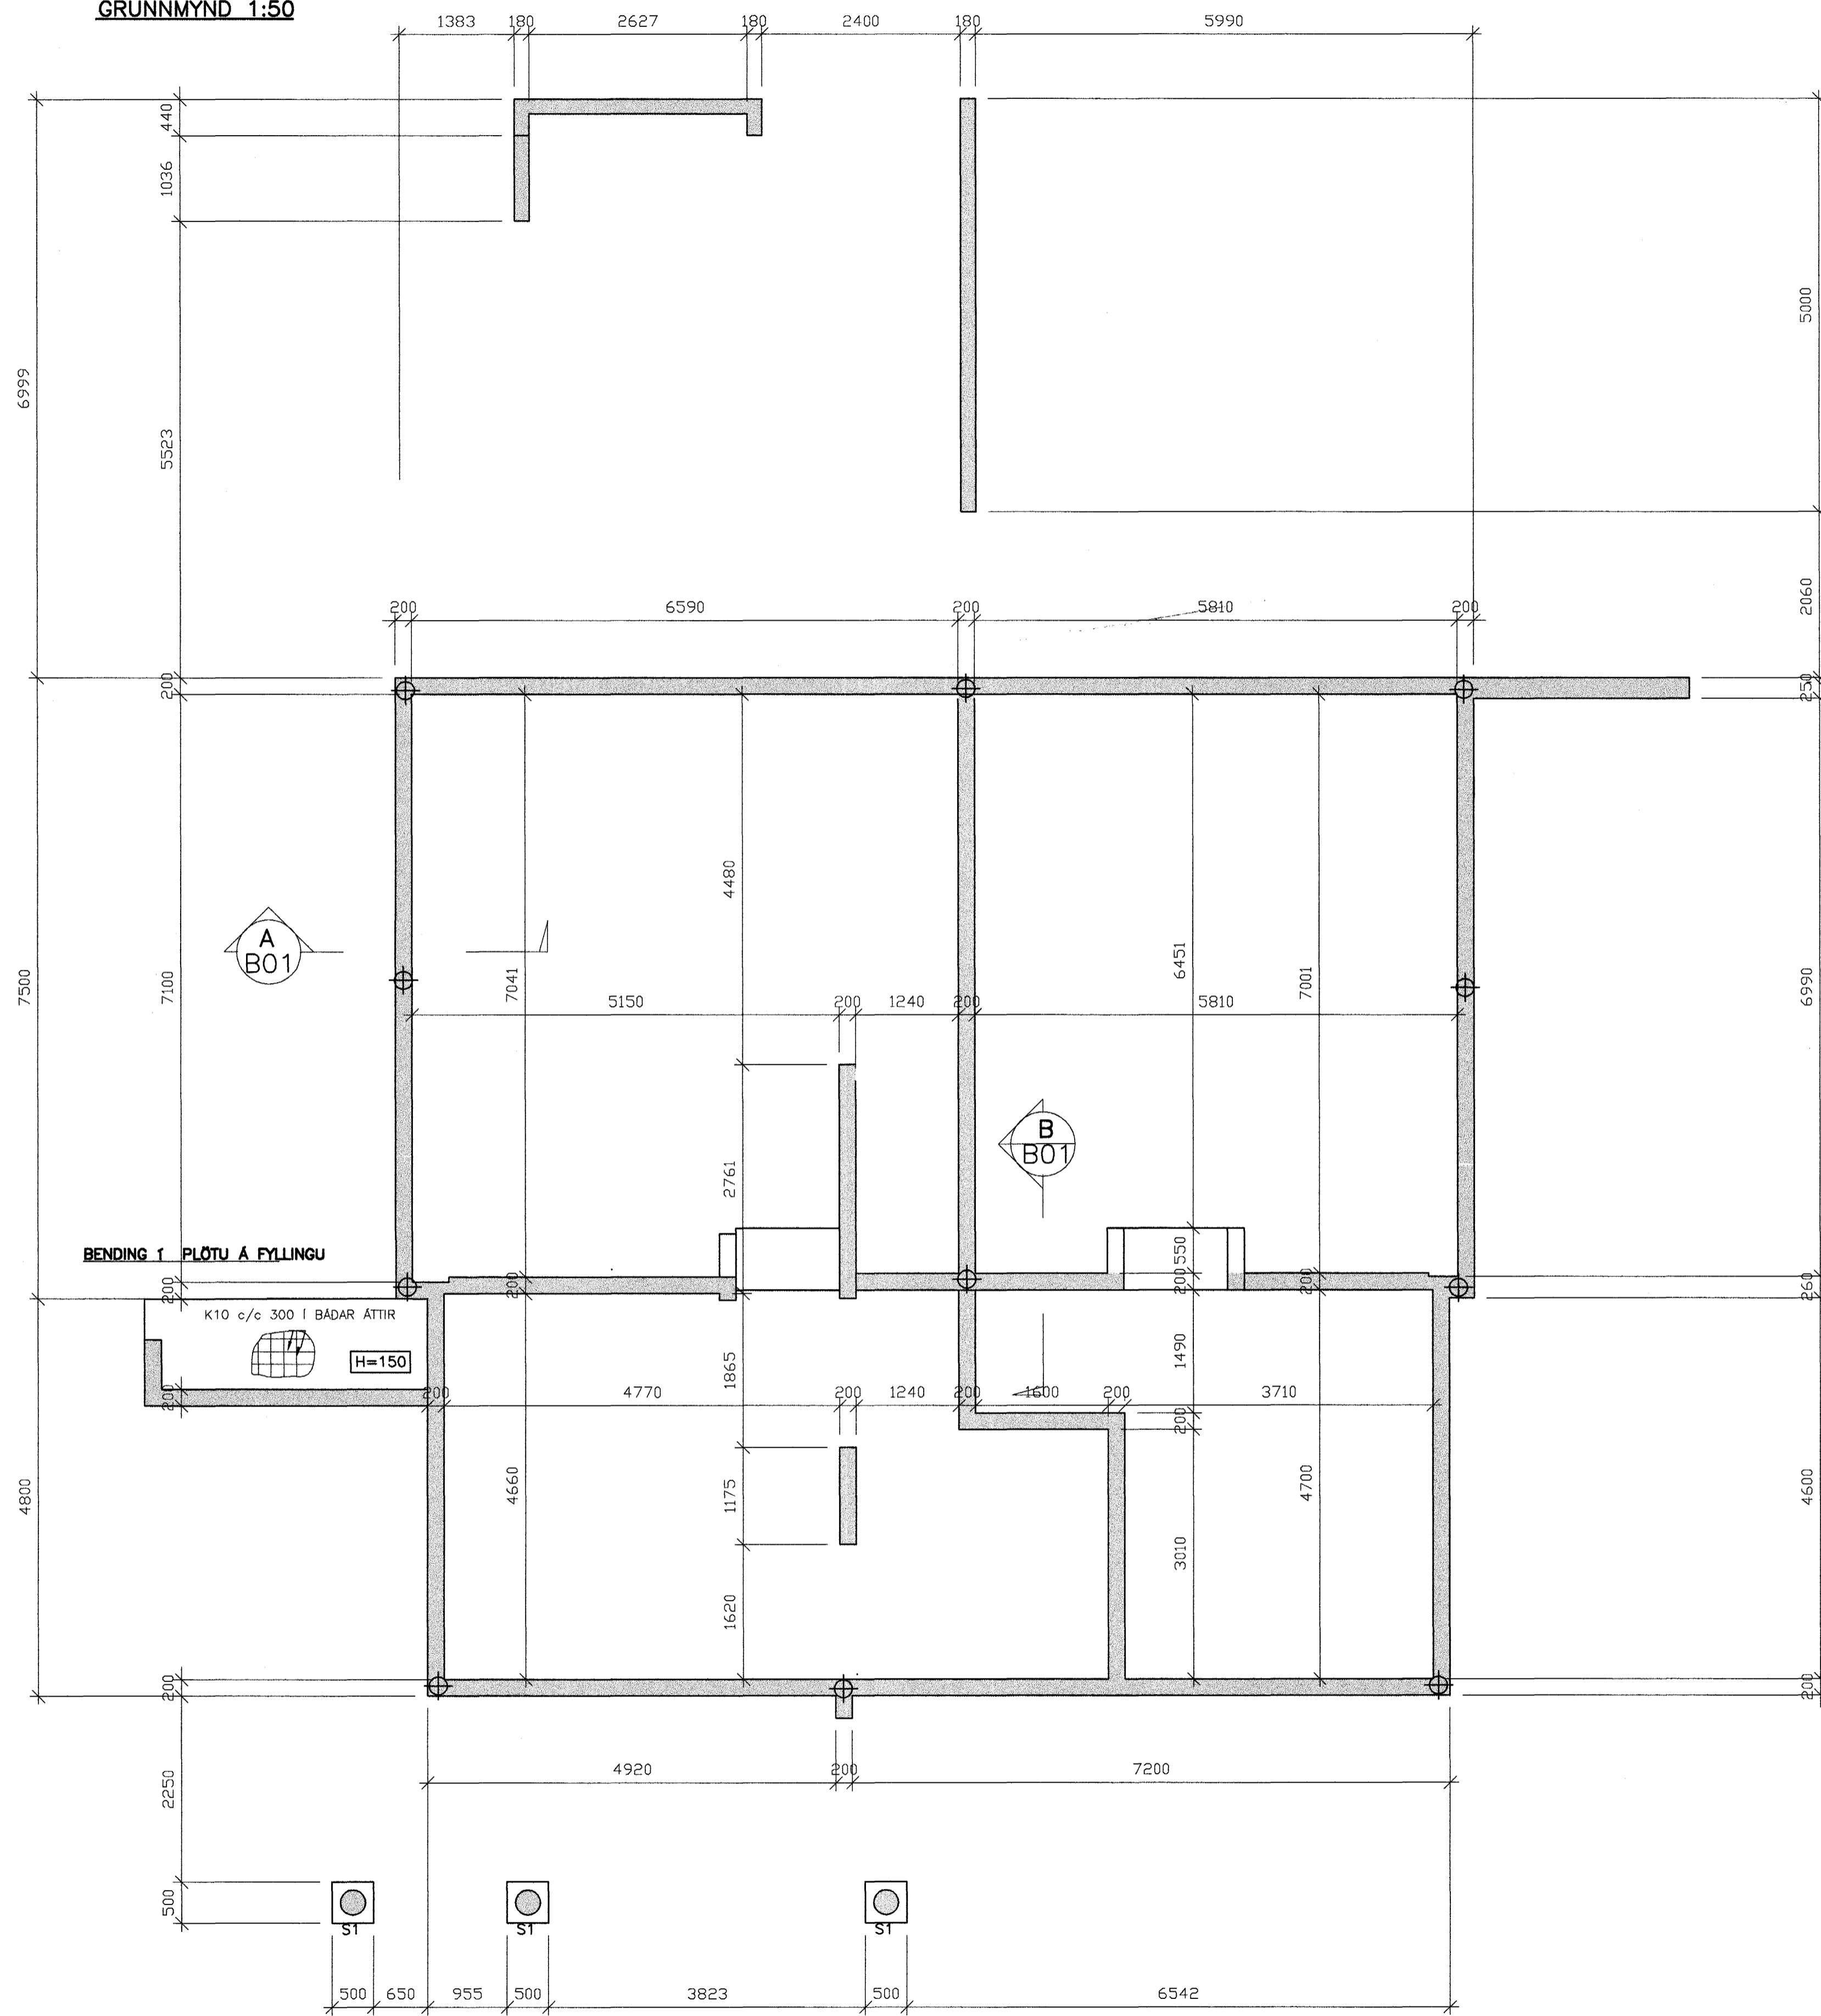 GRUNNMYND 1:50
1383 180 2627 180 2400 180 5990
440
1036
5000
6999
5523
2060
200 6590 200 5810 200
200
250
4480
A
B01
6451
7500
7100
7041
7001
6990
5150 200 1240 200 5810
B
B01
2761
550
BENDING Í PLÖTU Á FYLLINGU
200
200
200
200
260
K10 c/c 300 Í BÁÐAR ÁTTIR
H=150
1865
1490
200
200 4770 200 1240 200 1600 200 3710
200
4800
4660
1175
4700
4600
3010
1620
200
200
4920 200 7200
2250
500
S1 S1 S1
500 650 955 500 3823 500 6542